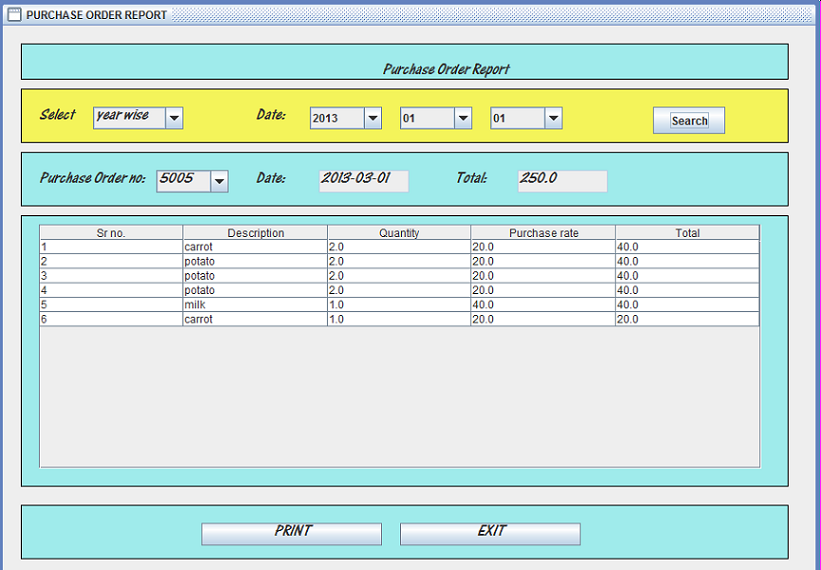 PURCHASE ORDER REPORT
Purchase Order Report
Select year wise Date: 2013 01 01 Search
Purchase Order no: 5005 Date: 2013-03-01 Total: 250.0
Sr no. Description Quantity Purchase rate Total
1 carrot 2.0 20.0 40.0
2 potato 2.0 20.0 40.0
3 potato 2.0 20.0 40.0
4 potato 2.0 20.0 40.0
5 milk 1.0 40.0 40.0
6 carrot 1.0 20.0 20.0
PRINT EXIT